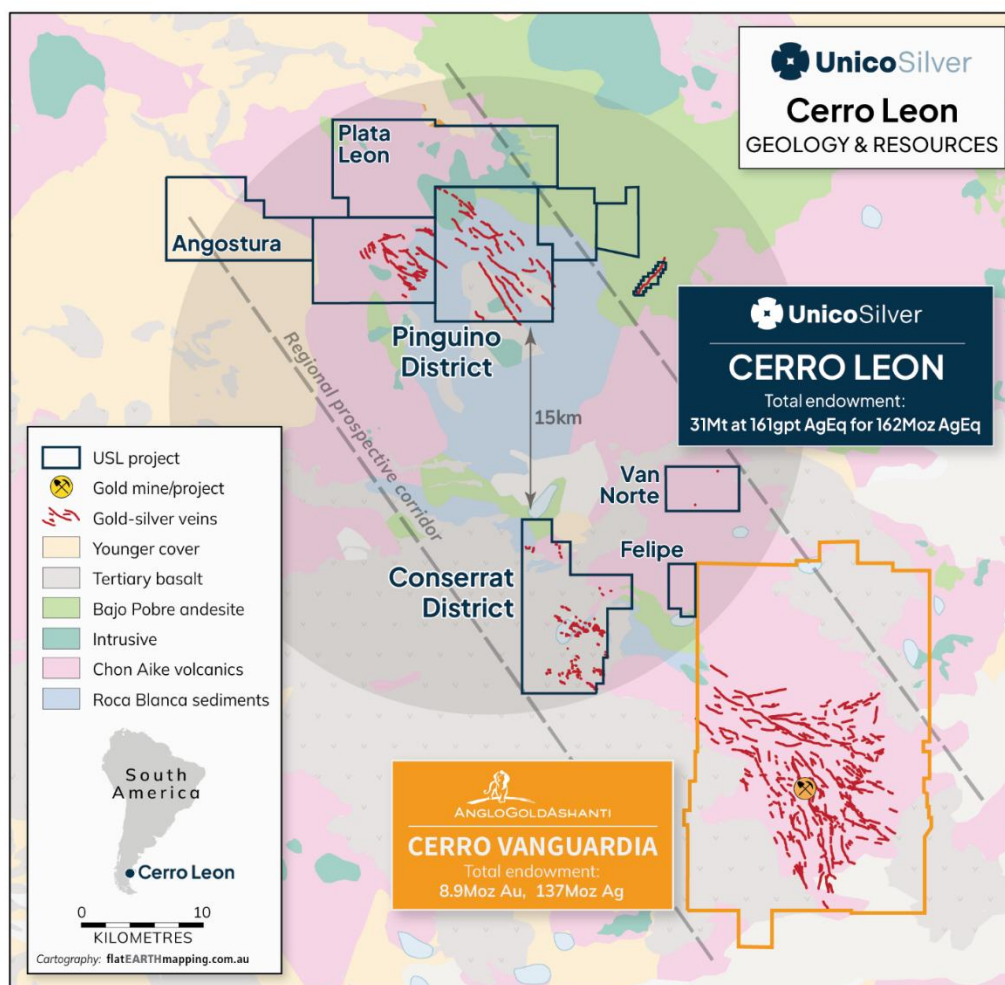 UnicoSilver
Cerro Leon
GEOLOGY & RESOURCES
Plata
Leon
Angostura
Pinguino
District
Regional prospective corridor
15km
UnicoSilver
CERRO LEON
Total endowment:
31Mt at 161gpt AgEq for 162Moz AgEq
Van
Norte
Felipe
Conserrat
District
USL project
Gold mine/project
Gold-silver veins
Younger cover
Tertiary basalt
Bajo Pobre andesite
Intrusive
Chon Aike volcanics
Roca Blanca sediments
South
America
Cerro Leon
0 10
KILOMETRES
Cartography: flatEARTHmapping.com.au
ANGLOGOLDASHANTI
CERRO VANGUARDIA
Total endowment:
8.9Moz Au, 137Moz Ag